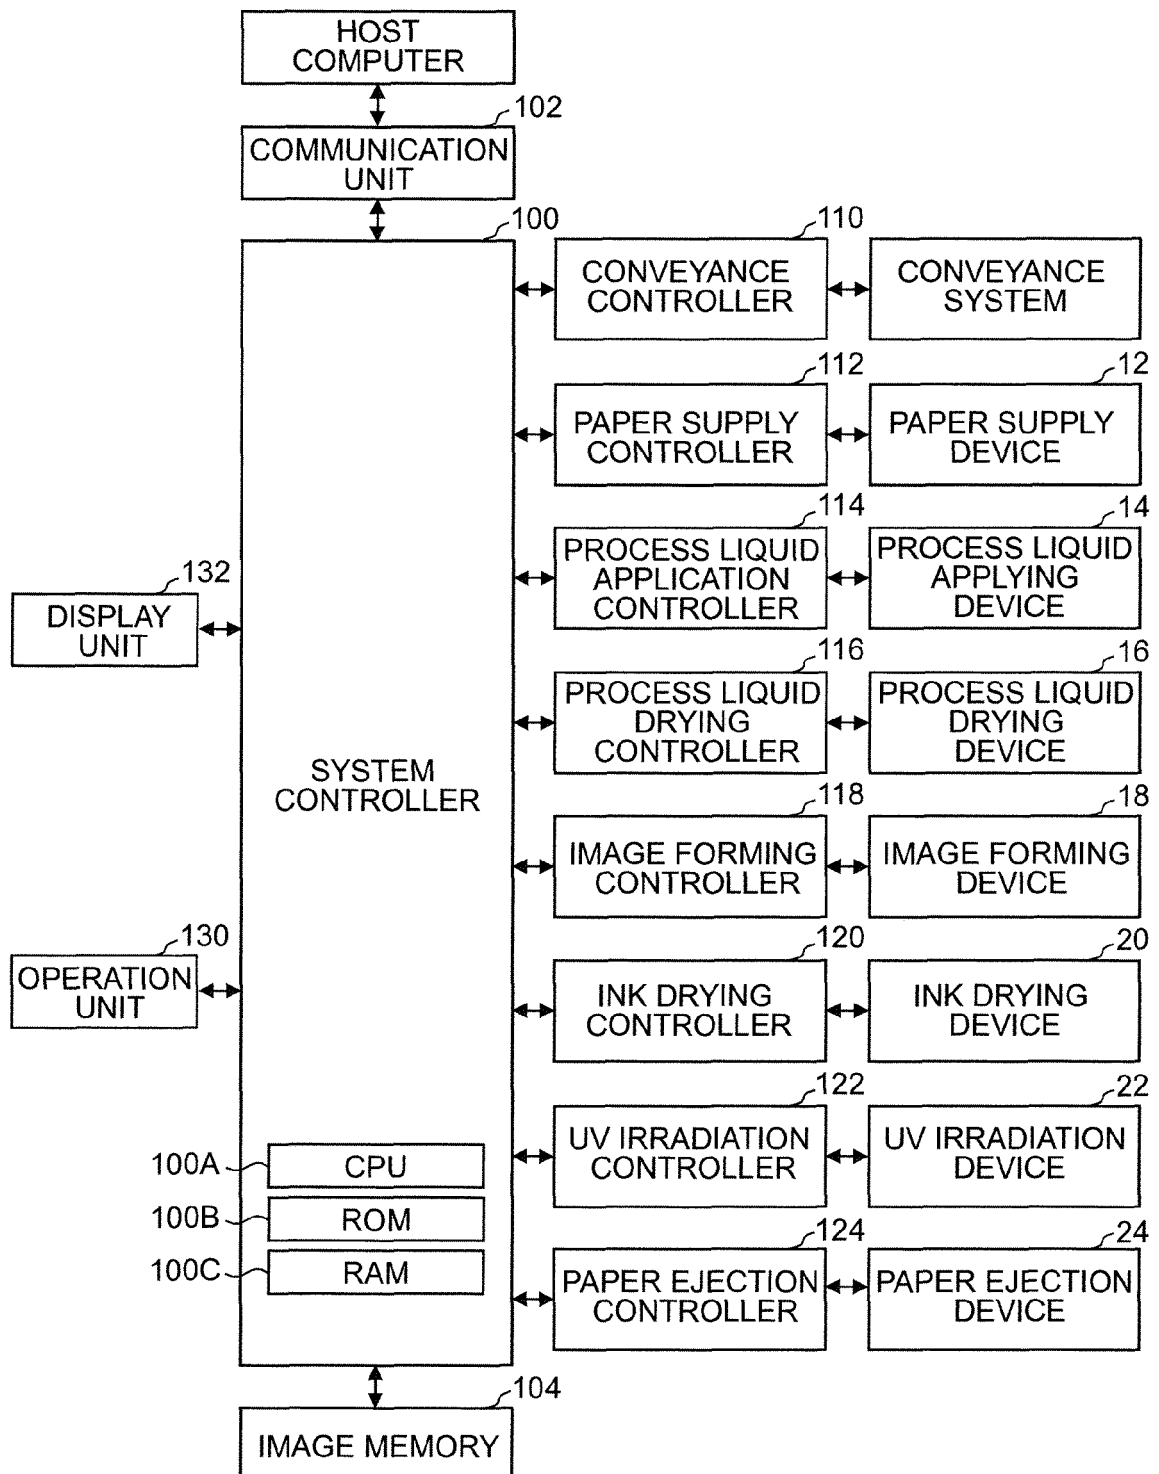 HOST
COMPUTER
102
COMMUNICATION
UNIT
100
110
CONVEYANCE
CONTROLLER
CONVEYANCE
SYSTEM
112
12
PAPER SUPPLY
CONTROLLER
PAPER SUPPLY
DEVICE
114
14
PROCESS LIQUID
APPLICATION
CONTROLLER
PROCESS LIQUID
APPLYING
DEVICE
132
DISPLAY
UNIT
116
16
PROCESS LIQUID
DRYING
CONTROLLER
PROCESS LIQUID
DRYING
DEVICE
SYSTEM
CONTROLLER
118
18
IMAGE FORMING
CONTROLLER
IMAGE FORMING
DEVICE
130
OPERATION
UNIT
120
20
INK DRYING
CONTROLLER
INK DRYING
DEVICE
122
22
UV IRRADIATION
CONTROLLER
UV IRRADIATION
DEVICE
100A
CPU
100B
ROM
100C
RAM
124
24
PAPER EJECTION
CONTROLLER
PAPER EJECTION
DEVICE
104
IMAGE MEMORY